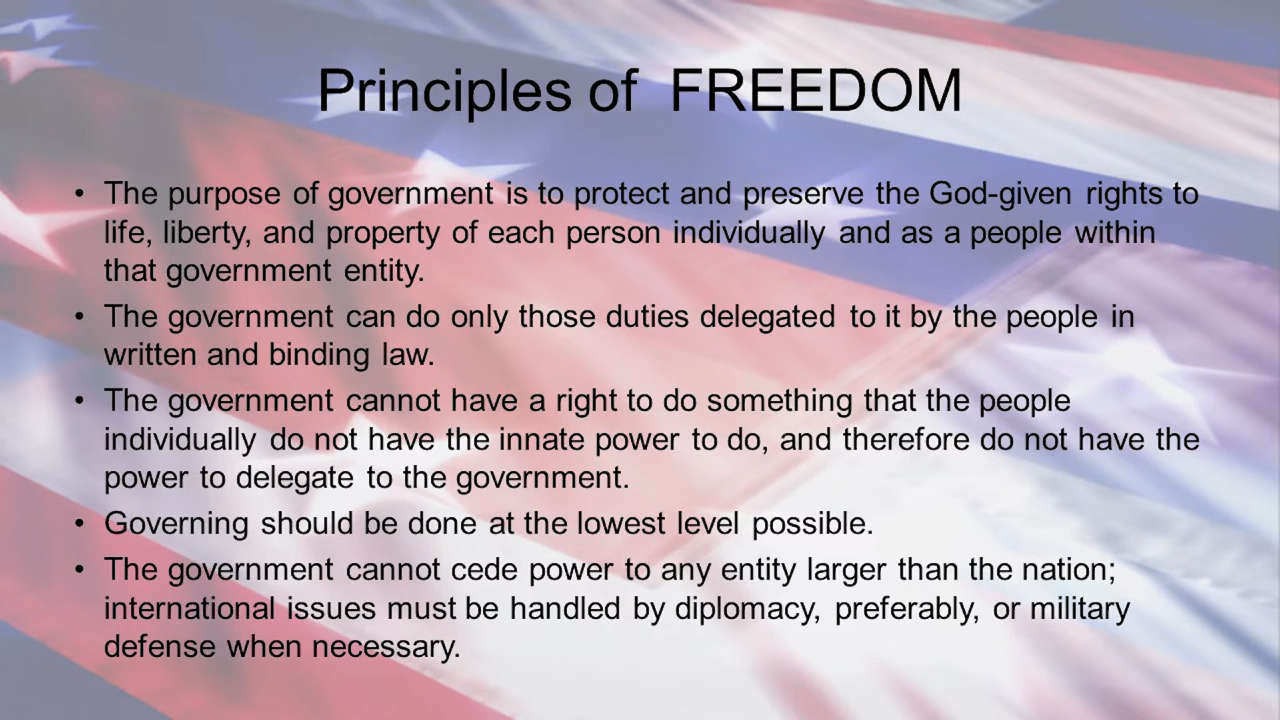 Principles of FREEDOM
• The purpose of government is to protect and preserve the God-given rights to
life, liberty, and property of each person individually and as a people within
that government entity.
• The government can do only those duties delegated to it by the people in
written and binding law.
• The government cannot have a right to do something that the people
individually do not have the innate power to do, and therefore do not have the
power to delegate to the government.
• Governing should be done at the lowest level possible.
• The government cannot cede power to any entity larger than the nation;
international issues must be handled by diplomacy, preferably, or military
defense when necessary.